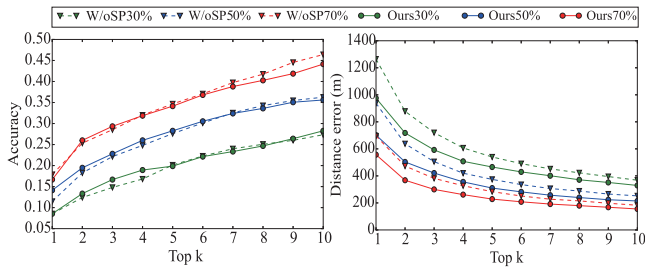 W/oSP30% W/oSP50% W/oSP70% Ours30% Ours50% Ours70%
0.50
0.45
0.40
0.35
0.30
0.25
0.20
0.15
0.10
0.05
Accuracy
1 2 3 4 5 6 7 8 9 10
Top k
1400
1200
1000
800
600
400
200
0
Distance error (m)
1 2 3 4 5 6 7 8 9 10
Top k